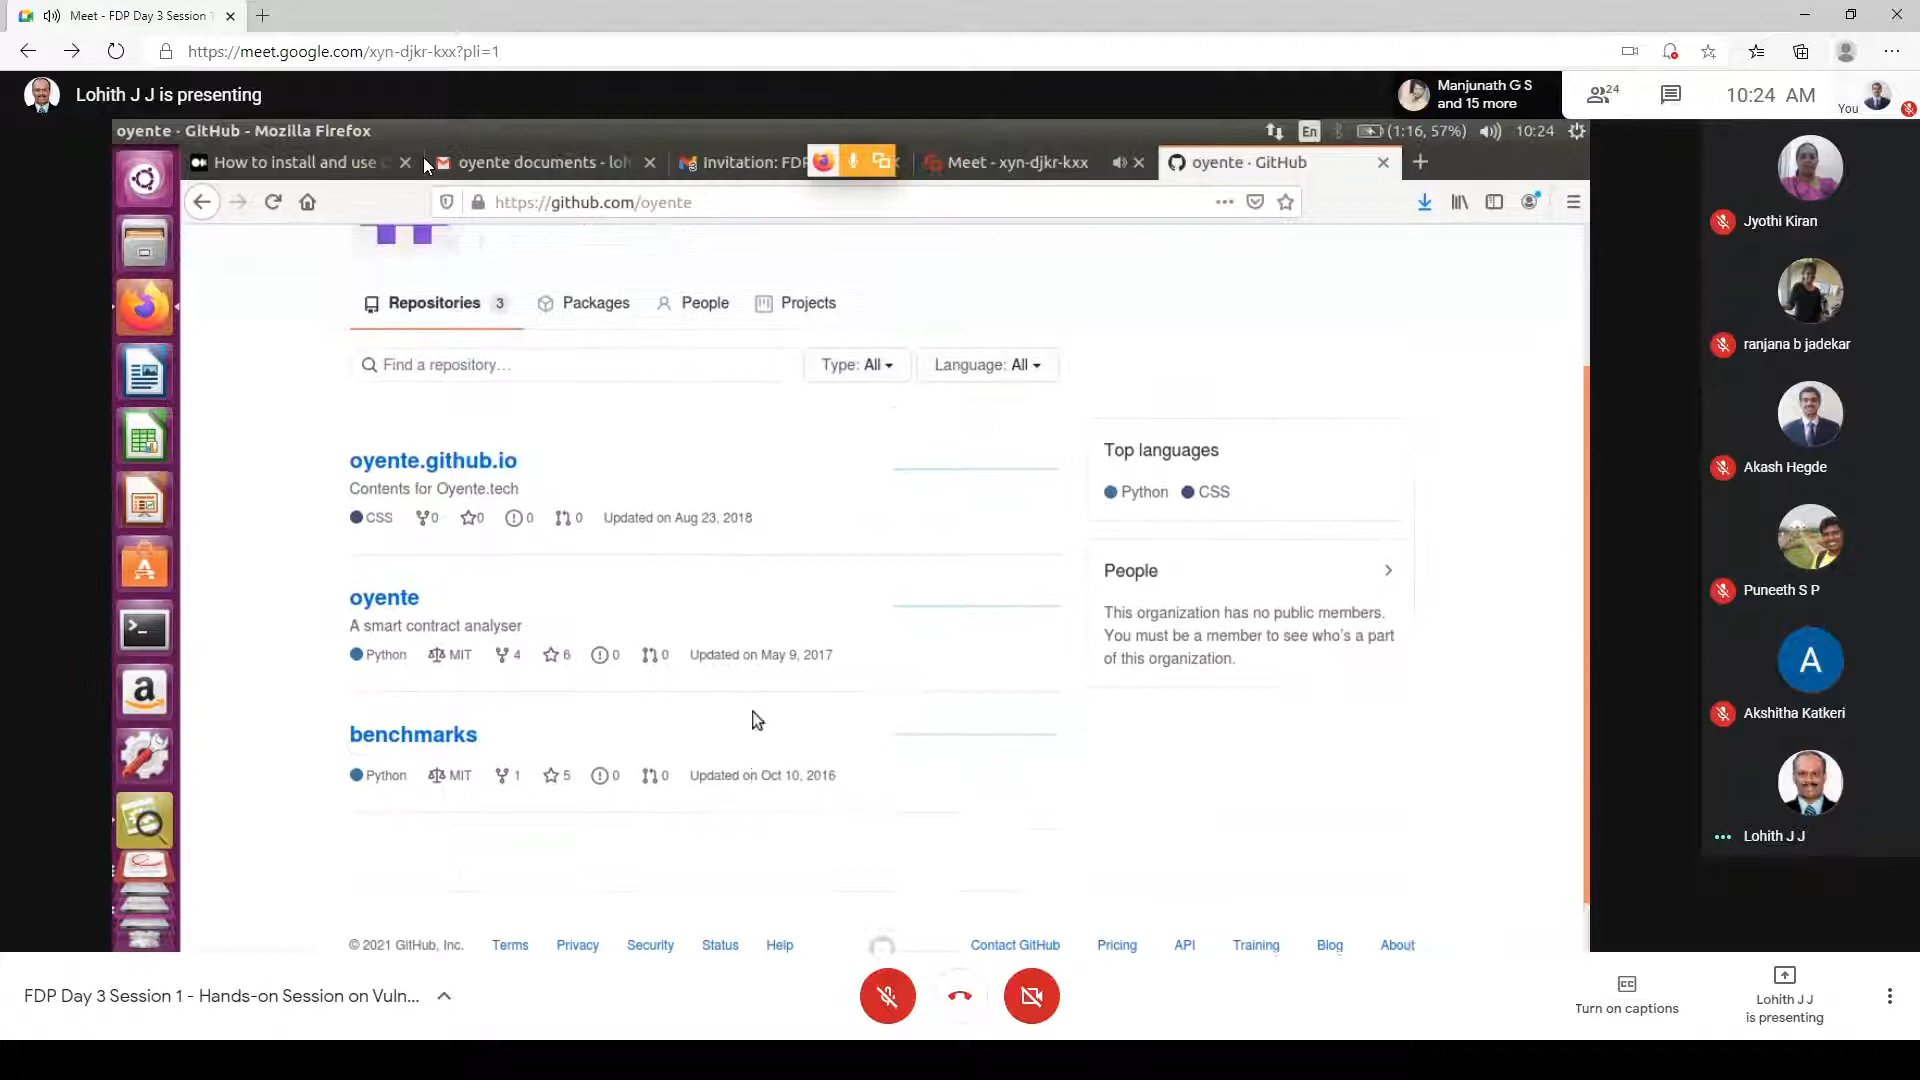 Meet - FDP Day 3 Session 1
https://meet.google.com/xyn-djkr-kxx?pli=1
Lohith J J is presenting
Manjunath G S
and 15 more
24
10:24 AM
You
oyente · GitHub - Mozilla Firefox
En
(1:16, 57%)
10:24
How to install and use
oyente documents - loh
Invitation: FDP
Meet - xyn-djkr-kxx
oyente · GitHub
https://github.com/oyente
Repositories 3
Packages
People
Projects
Find a repository…
Type: All
Language: All
oyente.github.io
Contents for Oyente.tech
CSS 0 0 0 0 Updated on Aug 23, 2018
oyente
A smart contract analyser
Python MIT 4 6 0 0 Updated on May 9, 2017
benchmarks
Python MIT 1 5 0 0 Updated on Oct 10, 2016
Top languages
Python CSS
People
This organization has no public members.
You must be a member to see who's a part
of this organization.
© 2021 GitHub, Inc.
Terms
Privacy
Security
Status
Help
Contact GitHub
Pricing
API
Training
Blog
About
Jyothi Kiran
ranjana b jadekar
Akash Hegde
Puneeth S P
A
Akshitha Katkeri
Lohith J J
FDP Day 3 Session 1 - Hands-on Session on Vuln...
Turn on captions
Lohith J J
is presenting